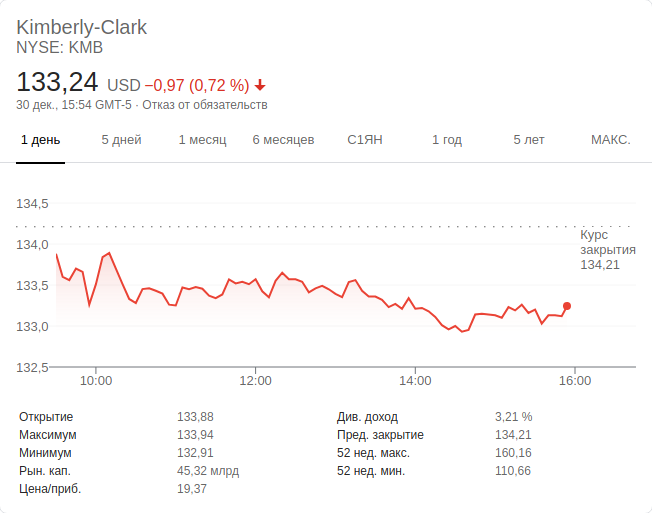 Kimberly-Clark
NYSE: KMB
133,24 USD −0,97 (0,72 %)
30 дек., 15:54 GMT-5 · Отказ от обязательств
1 день 5 дней 1 месяц 6 месяцев С1ЯН 1 год 5 лет МАКС.
134,5
134,0
133,5
133,0
132,5
Курс
закрытия
134,21
10:00 12:00 14:00 16:00
Открытие 133,88 Див. доход 3,21 %
Максимум 133,94 Пред. закрытие 134,21
Минимум 132,91 52 нед. макс. 160,16
Рын. кап. 45,32 млрд 52 нед. мин. 110,66
Цена/приб. 19,37